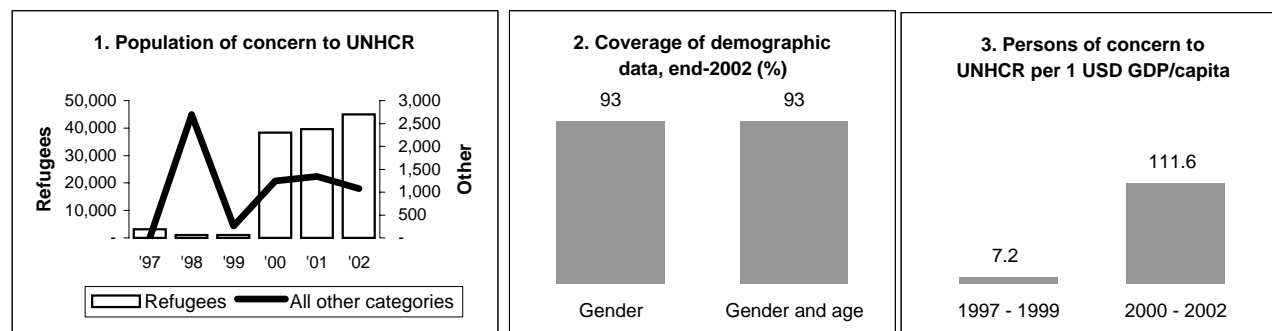 1. Population of concern to UNHCR
50,000
40,000
30,000
20,000
10,000
-
Refugees
3,000
2,500
2,000
1,500
1,000
500
-
Other
'97 '98 '99 '00 '01 '02
Refugees All other categories
2. Coverage of demographic
data, end-2002 (%)
93 93
Gender Gender and age
3. Persons of concern to
UNHCR per 1 USD GDP/capita
7.2
111.6
1997 - 1999 2000 - 2002